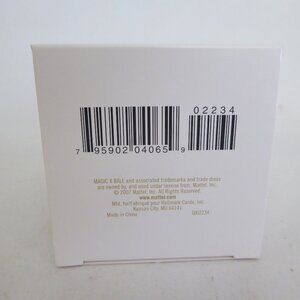 02234
7 95902 04065 9
MAGIC 8 BALL and associated trademarks and trade dress
are owned by, and used under license from, Mattel, Inc.
© 2007 Mattel, Inc. All Rights Reserved.
www.mattel.com
Mfd. for/Fabriqué pour Hallmark Cards, Inc.
Kansas City, MO 64141
Made in China QXI2234